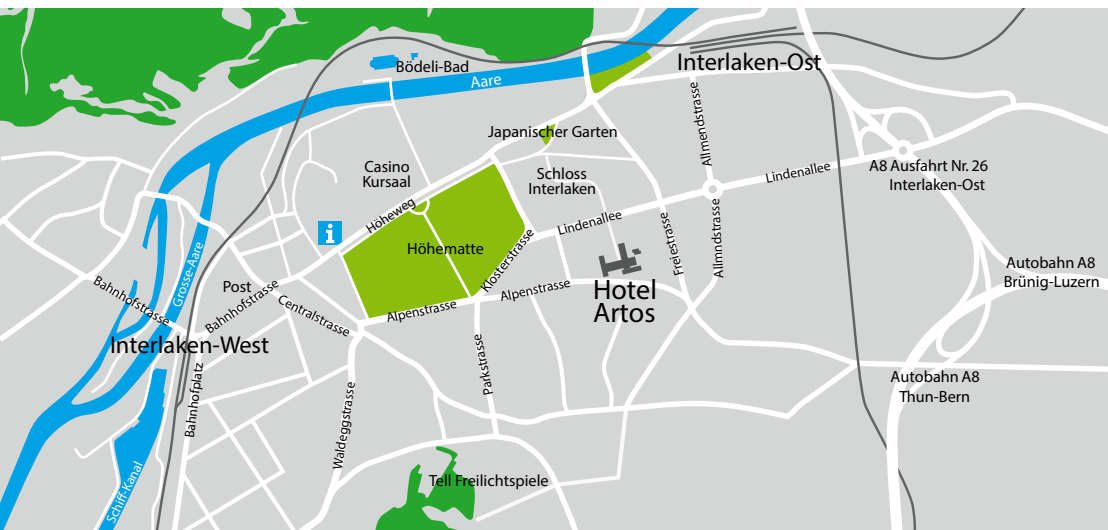 Interlaken-Ost
Bödeli-Bad
Aare
Allmendstrasse
Japanischer Garten
Casino
Kursaal
Schloss
Interlaken
Lindenallee
A8 Ausfahrt Nr. 26
Interlaken-Ost
Höheweg
Lindenallee
Freiestrasse
Allmndstrasse
i
Höhematte
Klosterstrasse
Grosse-Aare
Autobahn A8
Brünig-Luzern
Bahnhofstrasse
Post
Bahnhofstrasse
Centralstrasse
Alpenstrasse
Alpenstrasse
Hotel
Artos
Interlaken-West
Bahnhofplatz
Parkstrasse
Waldeggstrasse
Autobahn A8
Thun-Bern
Schiff-Kanal
Tell Freilichtspiele